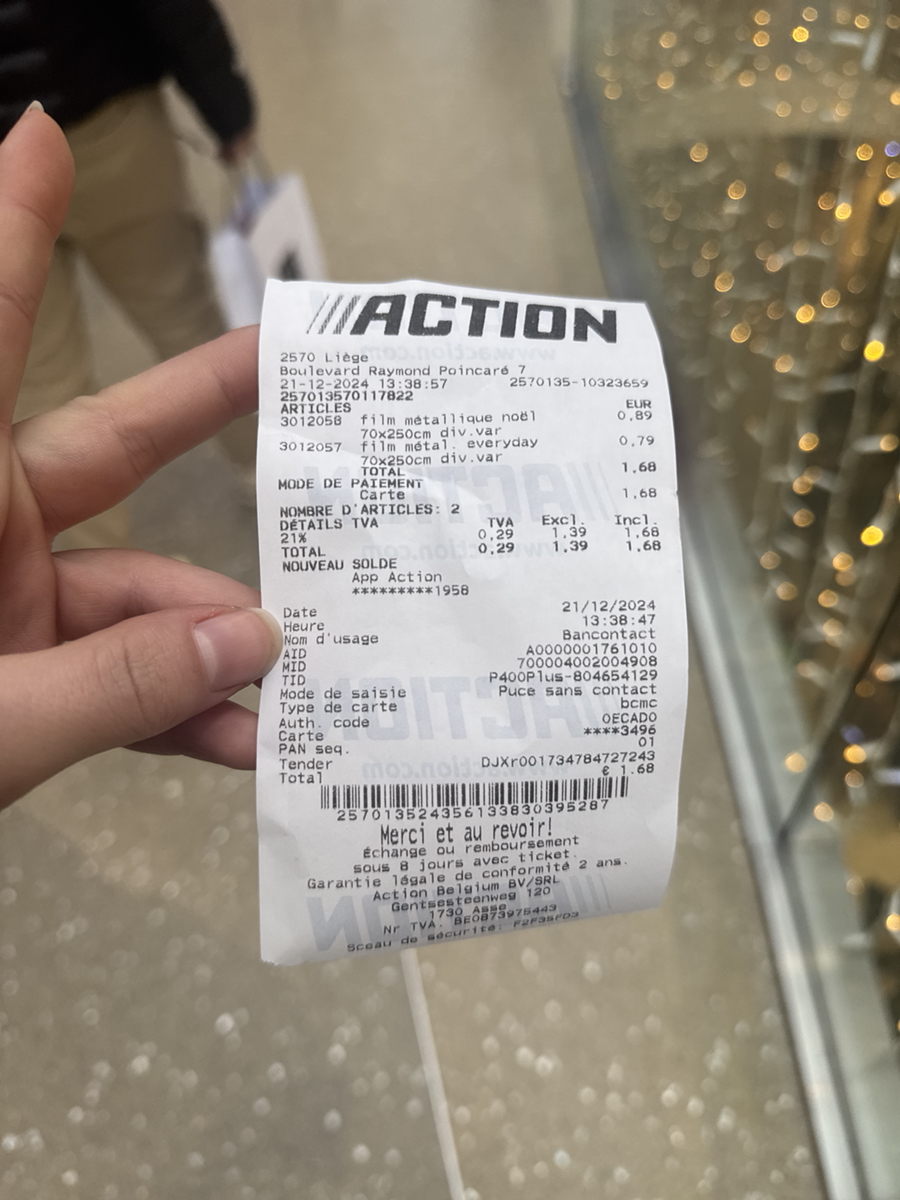 ///ACTION
2570 Liège
Boulevard Raymond Poincaré 7
21-12-2024 13:38:57 2570135-10323659
257013570117822
ARTICLES EUR
3012058 film métallique noël 0,89
70x250cm div.var
3012057 film métal. everyday 0,79
70x250cm div.var
TOTAL 1,68
MODE DE PAIEMENT
Carte 1,68
NOMBRE D'ARTICLES: 2
DÉTAILS TVA TVA Excl. Incl.
21% 0,29 1,39 1,68
TOTAL 0,29 1,39 1,68
NOUVEAU SOLDE
App Action
*********1958
Date 21/12/2024
Heure 13:38:47
Nom d'usage Bancontact
AID A0000001761010
MID 700004002004908
TID P400Plus-804654129
Mode de saisie Puce sans contact
Type de carte bcmc
Auth. code 0ECAD0
Carte ****3496
PAN seq. 01
Tender DJXr001734784727243
Total € 1.68
257013524356133830395287
Merci et au revoir!
Échange ou remboursement
sous 8 jours avec ticket.
Garantie légale de conformité 2 ans.
Action Belgium BV/SRL
Gentsesteenweg 120
1730 Asse
Nr TVA. BE0873975443
Sceau de sécurité: